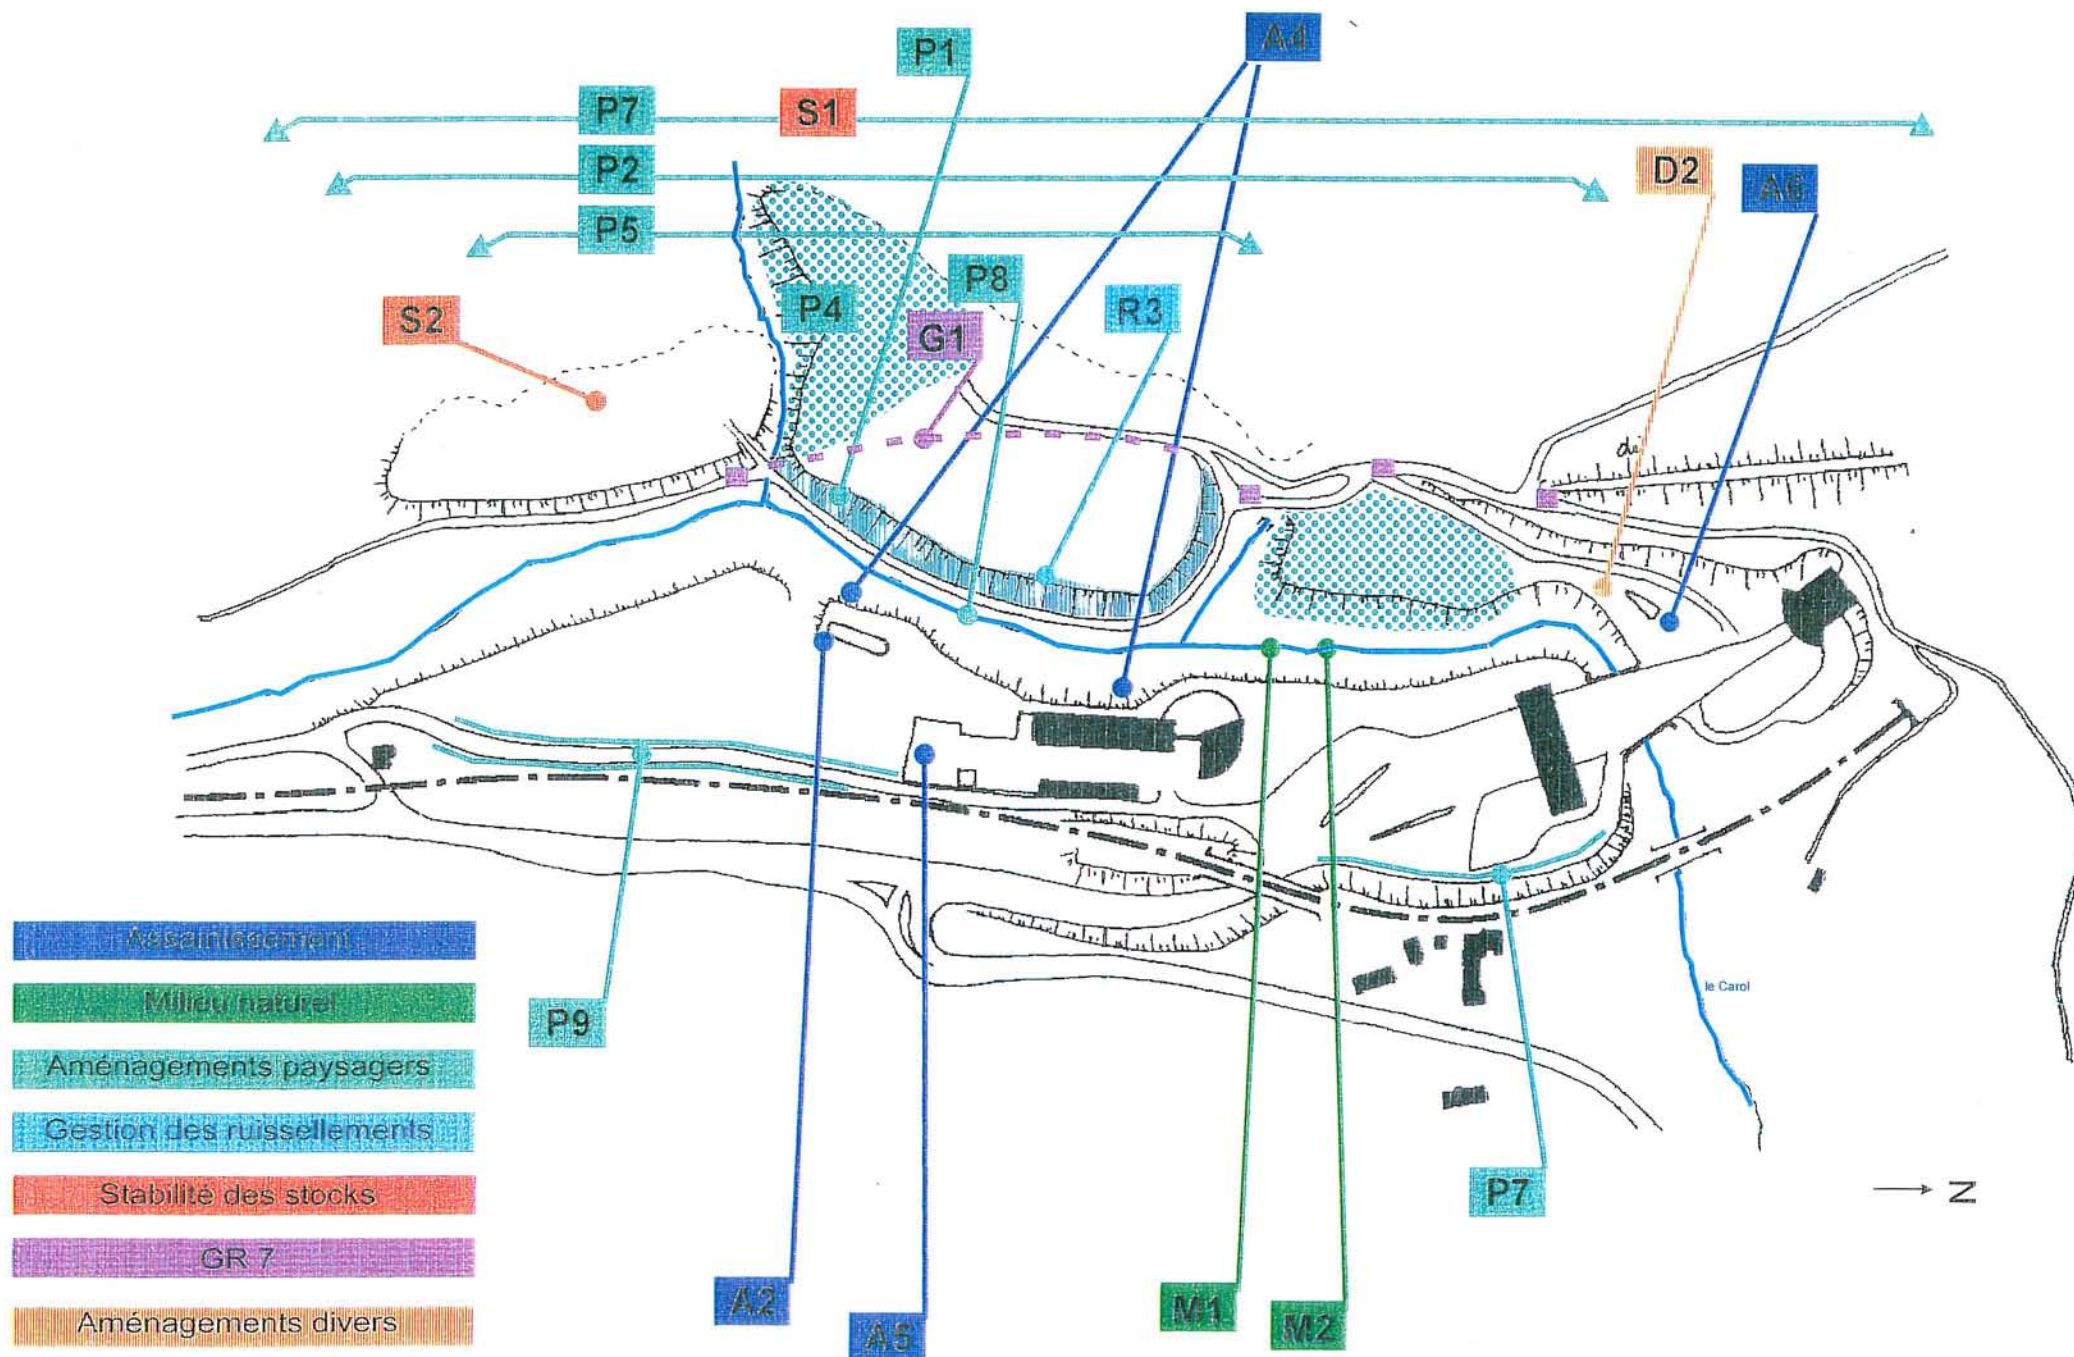 A4
P1
P7
S1
P2
D2
A6
P5
P8
P4
R3
S2
G1
le Carol
Assainissement
Milieu naturel
P9
Aménagements paysagers
Gestion des ruissellements
Stabilité des stocks
P7
N
GR 7
A2
M1
M2
Aménagements divers
A5